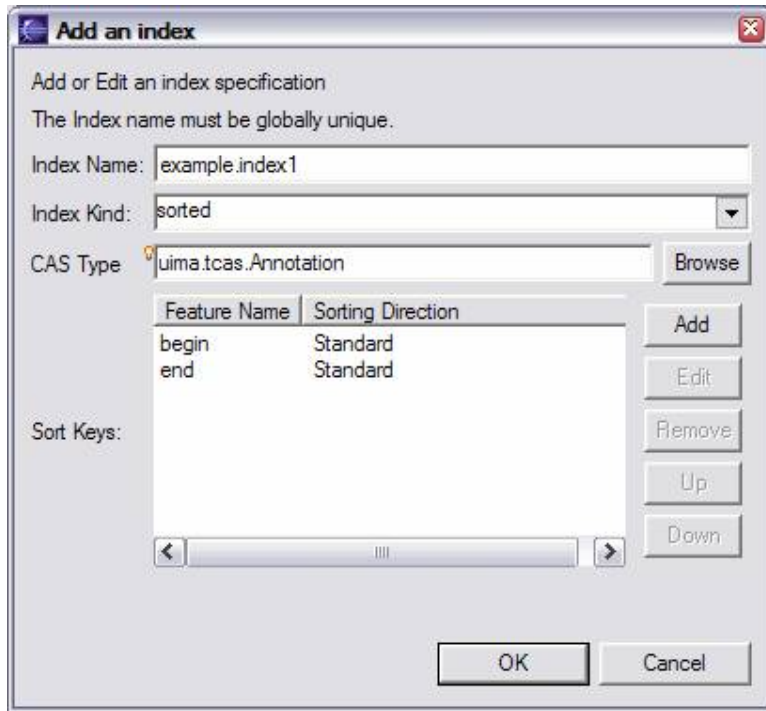 Add an index
Add or Edit an index specification
The Index name must be globally unique.
Index Name: example.index1
Index Kind: sorted
CAS Type uima.tcas.Annotation Browse
Feature Name Sorting Direction
Add
begin Standard
end Standard
Edit
Sort Keys:
Remove
Up
Down
OK Cancel